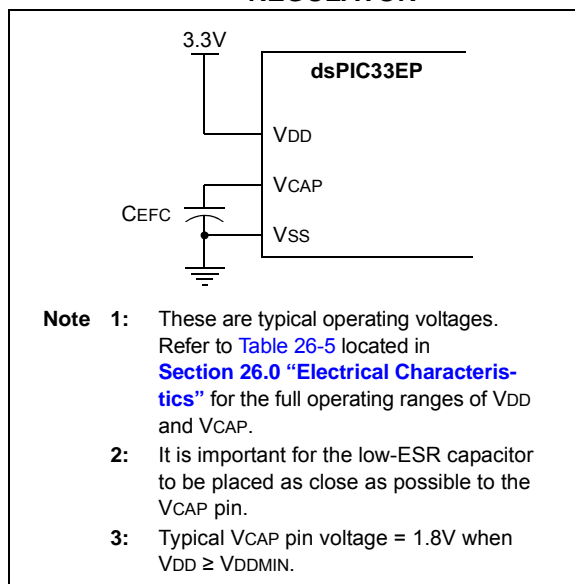 3.3V
dsPIC33EP
VDD
VCAP
CEFC
VSS
Note 1: These are typical operating voltages.
Refer to Table 26-5 located in
Section 26.0 “Electrical Characteris-
tics” for the full operating ranges of VDD
and VCAP.
2: It is important for the low-ESR capacitor
to be placed as close as possible to the
VCAP pin.
3: Typical VCAP pin voltage = 1.8V when
VDD ≥ VDDMIN.